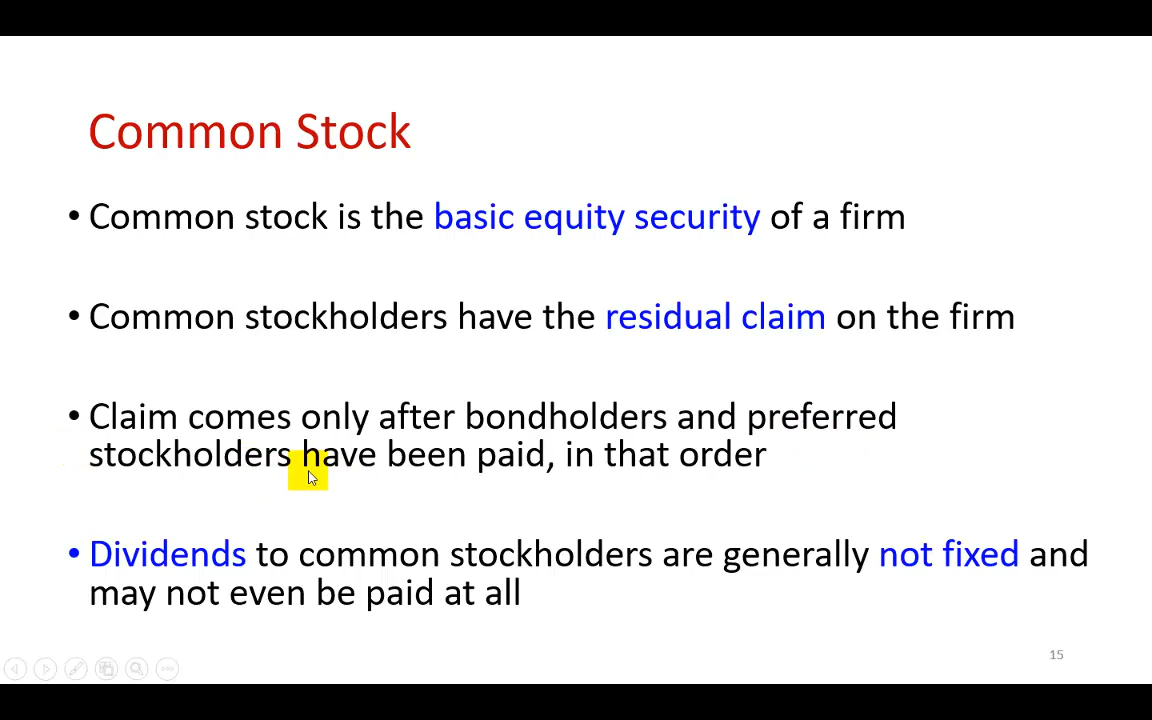 Common Stock
• Common stock is the basic equity security of a firm
• Common stockholders have the residual claim on the firm
• Claim comes only after bondholders and preferred
stockholders have been paid, in that order
• Dividends to common stockholders are generally not fixed and
may not even be paid at all
15